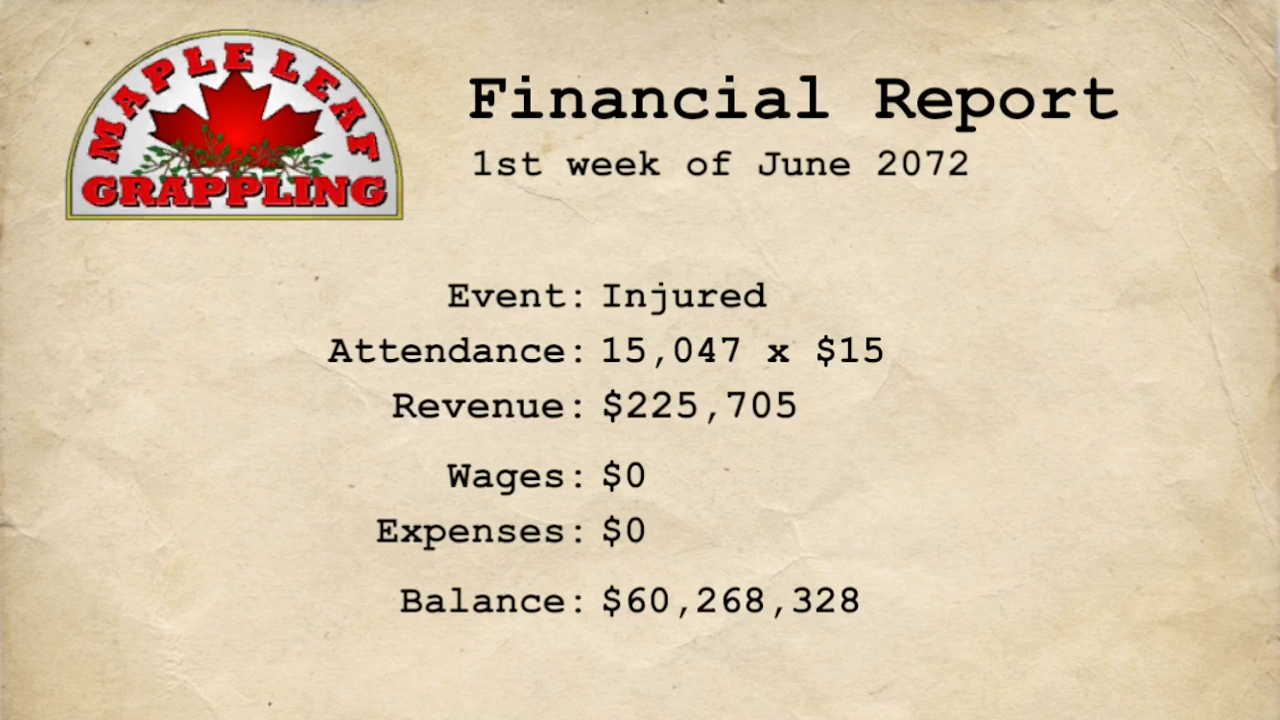 MAPLE LEAF
GRAPPLING
Financial Report
1st week of June 2072
Event: Injured
Attendance: 15,047 x $15
Revenue: $225,705
Wages: $0
Expenses: $0
Balance: $60,268,328